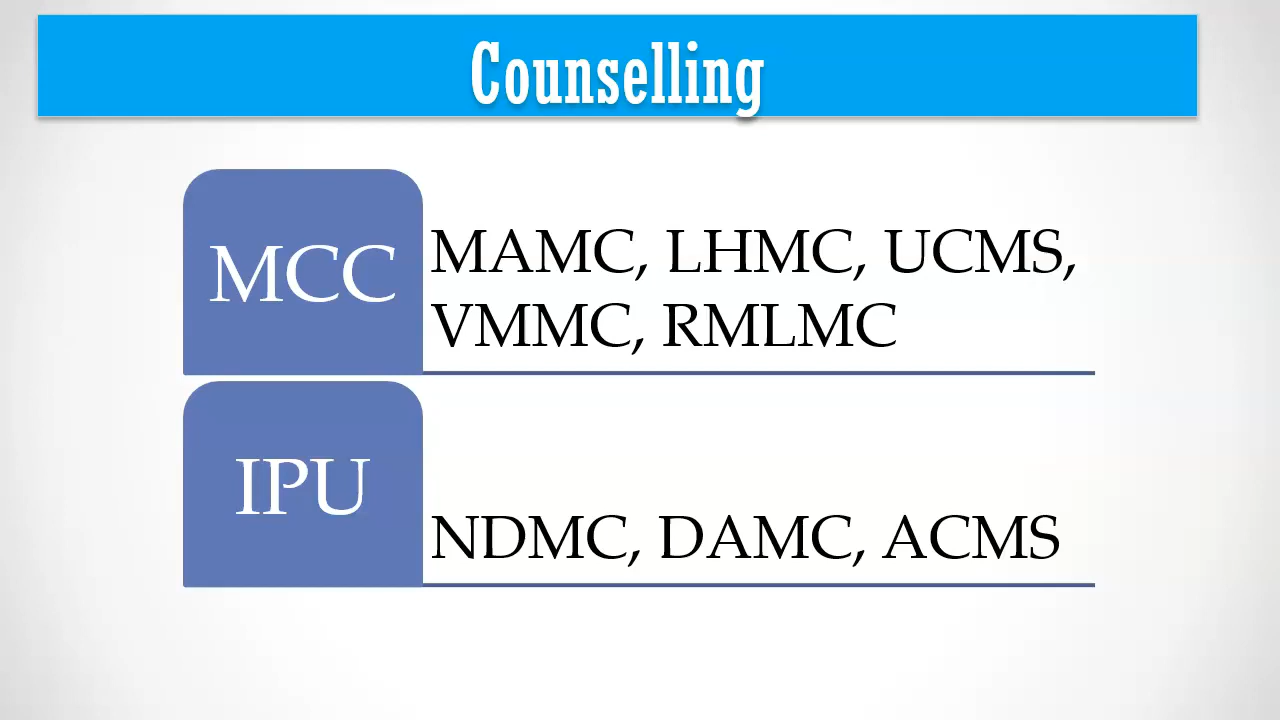 Counselling
MCC
MAMC, LHMC, UCMS,
VMMC, RMLMC
IPU
NDMC, DAMC, ACMS